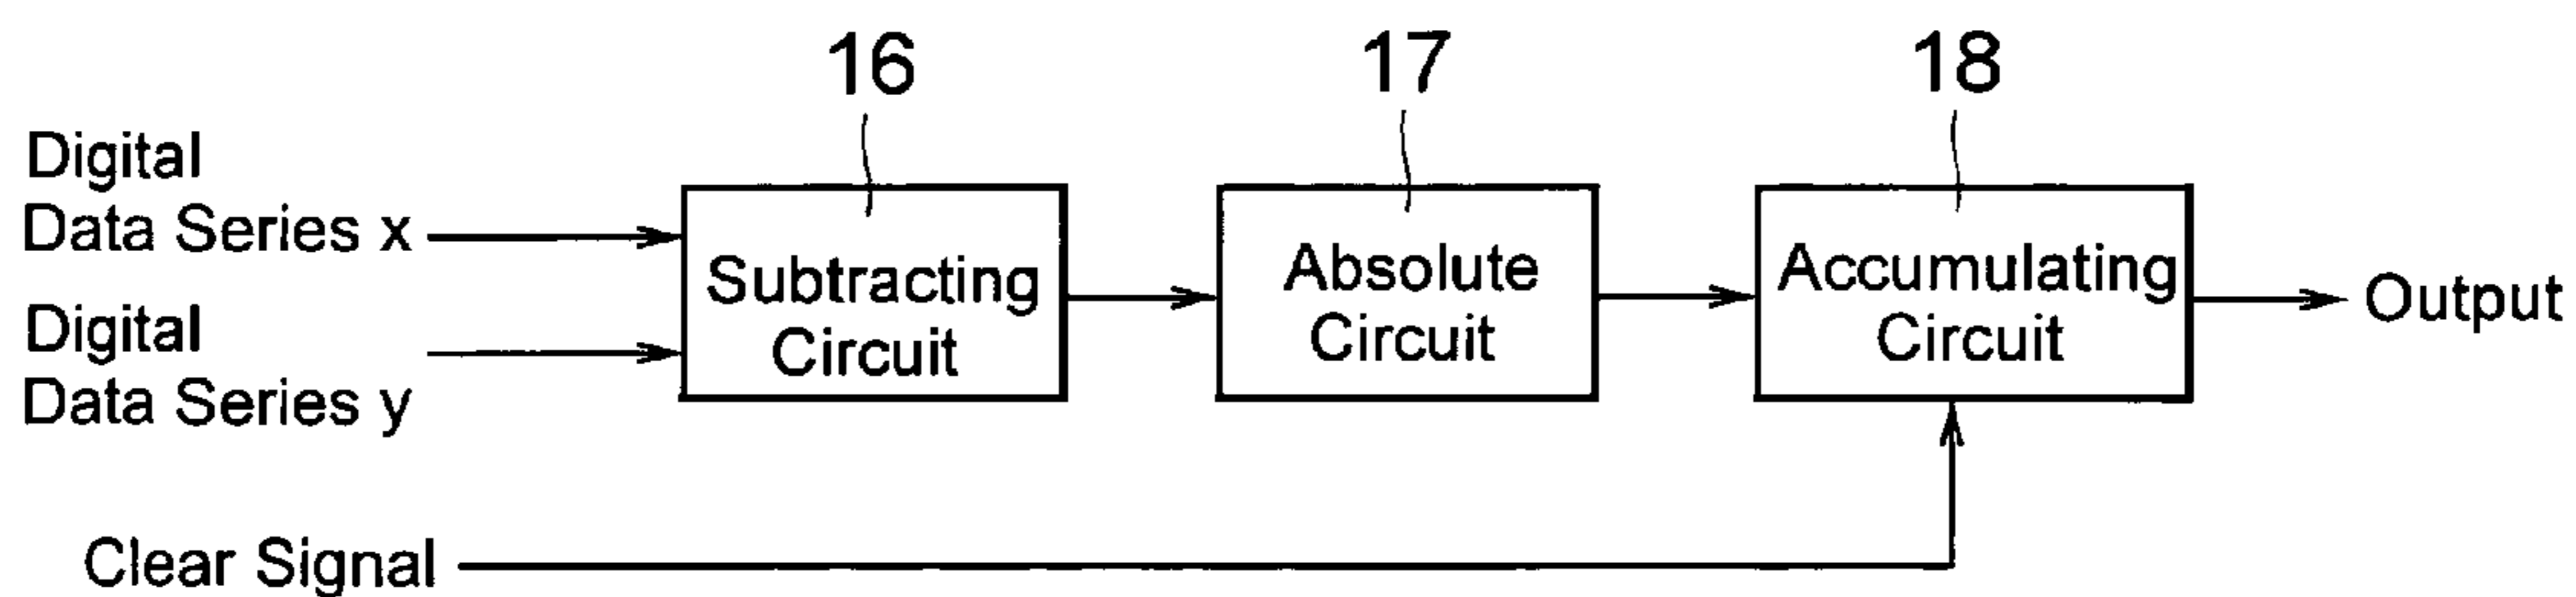 16
17
18
Digital
Data Series x
Digital
Data Series y
Subtracting
Circuit
Absolute
Circuit
Accumulating
Circuit
Output
Clear Signal